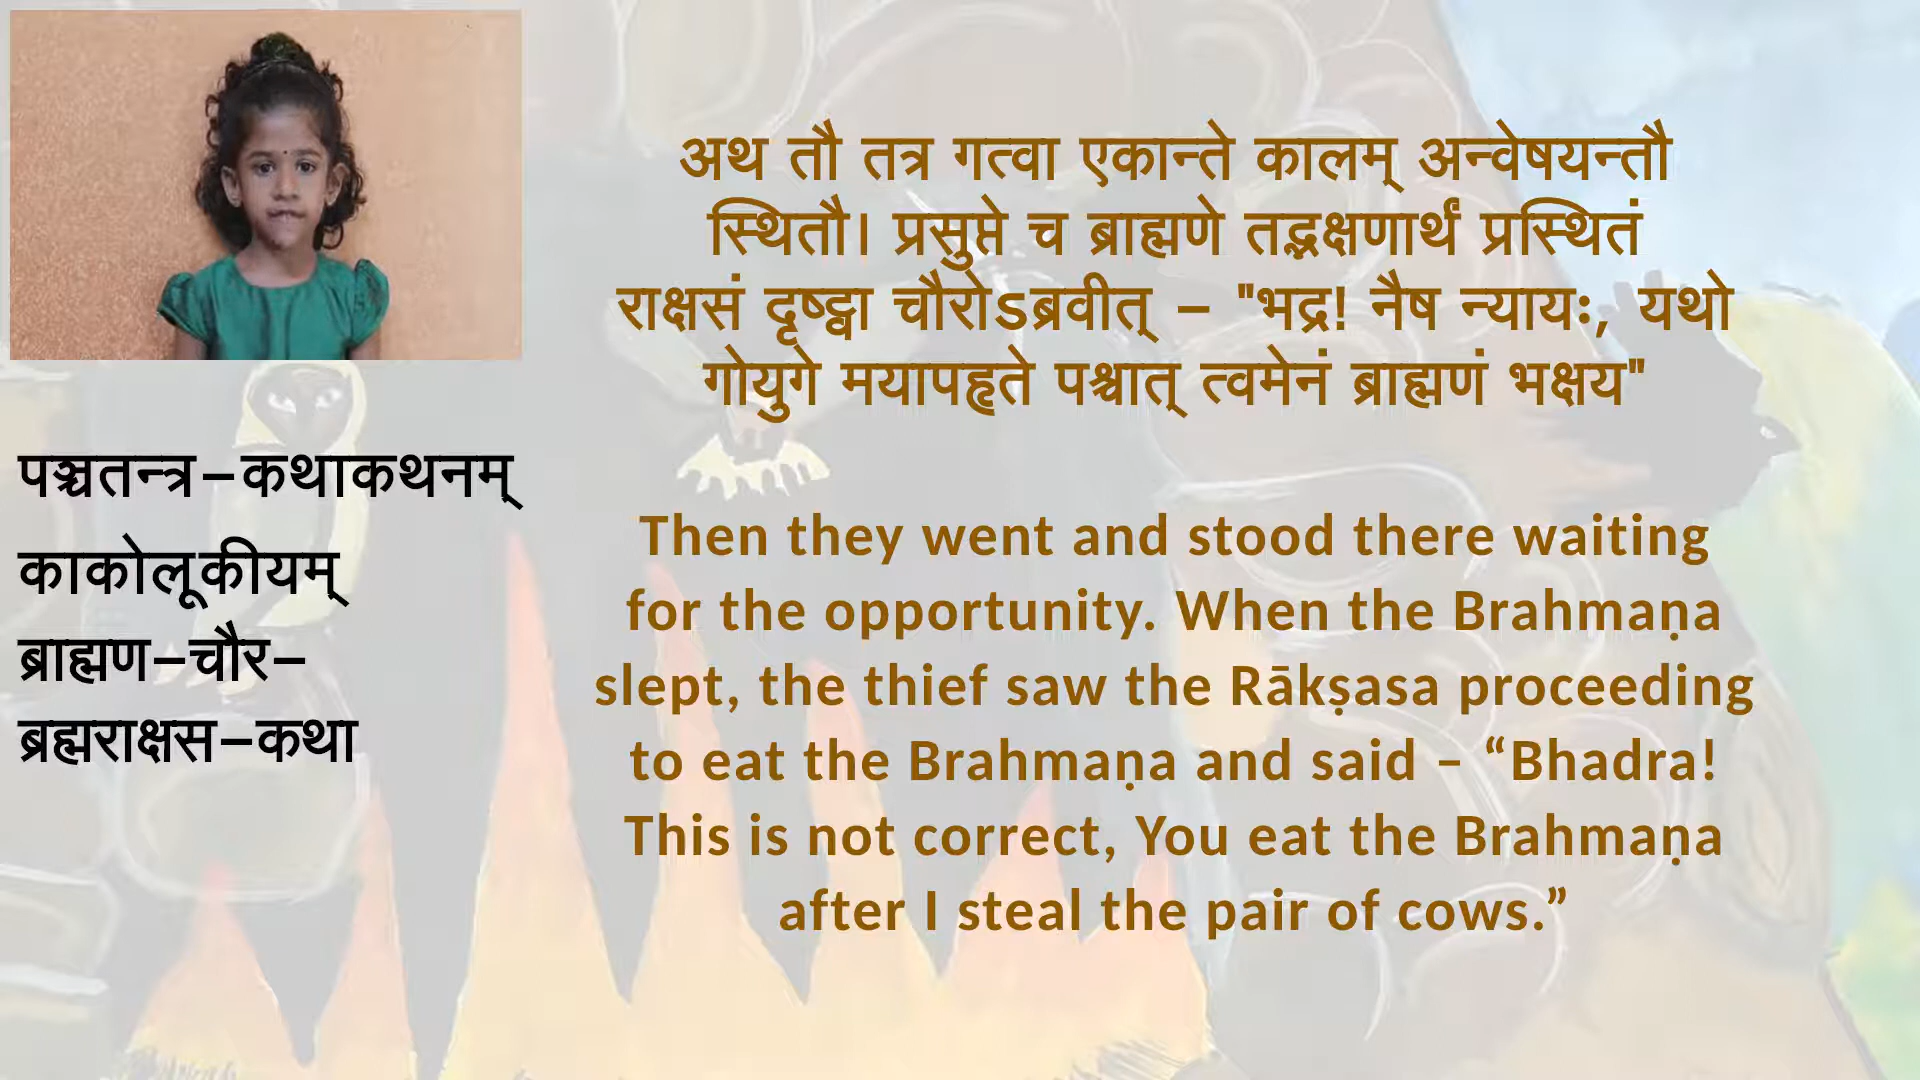 पञ्चतन्त्र–कथाकथनम्
काकोलूकीयम्
ब्राह्मण–चौर–
ब्रह्मराक्षस–कथा
अथ तौ तत्र गत्वा एकान्ते कालम् अन्वेषयन्तौ
स्थितौ। प्रसुप्ते च ब्राह्मणे तद्भक्षणार्थं प्रस्थितं
राक्षसं दृष्ट्वा चौरोऽब्रवीत् – "भद्र! नैष न्यायः, यथो
गोयुगे मयापहृते पश्चात् त्वमेनं ब्राह्मणं भक्षय"
Then they went and stood there waiting
for the opportunity. When the Brahmaṇa
slept, the thief saw the Rākṣasa proceeding
to eat the Brahmaṇa and said – “Bhadra!
This is not correct, You eat the Brahmaṇa
after I steal the pair of cows.”